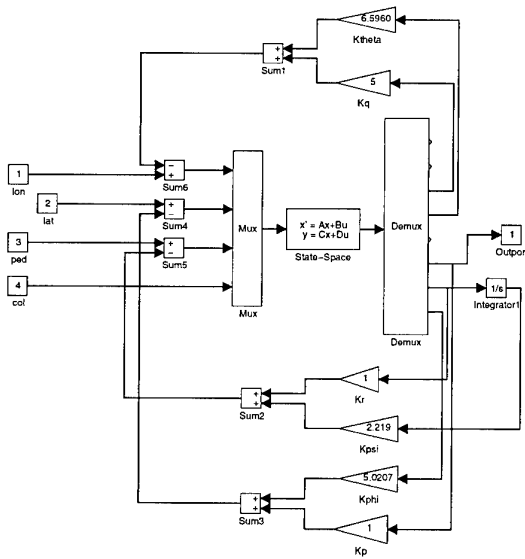 6.5960
Ktheta
+
+
Sum1
5
Kq
1
lon
−
+
Sum6
2
lat
+
−
Sum4
3
ped
+
−
Sum5
4
col
Mux
Mux
x' = Ax+Bu
y = Cx+Du
State-Space
Demux
Demux
1
Outpor
1/s
Integrator1
1
Kr
+
+
Sum2
2.219
Kpsi
5.0207
Kphi
+
+
Sum3
1
Kp